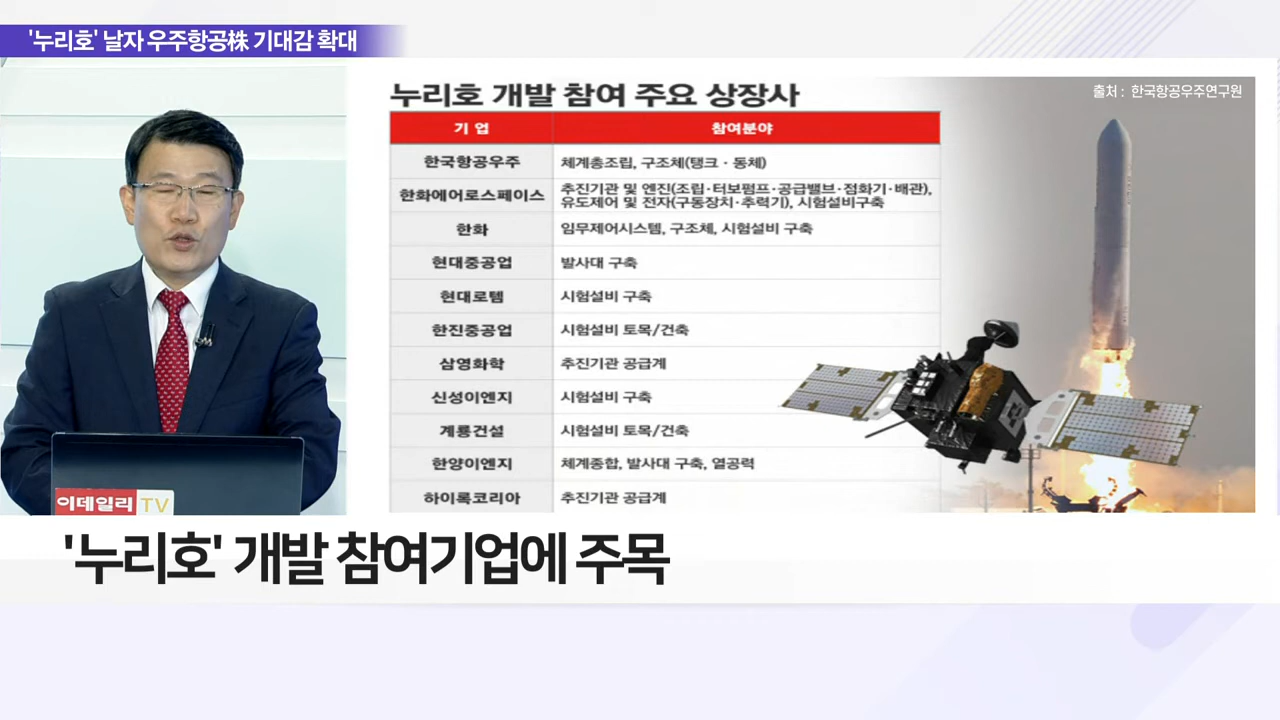 '누리호' 날자 우주항공株 기대감 확대
누리호 개발 참여 주요 상장사
출처 : 한국항공우주연구원
기 업 참여분야
한국항공우주 체계총조립, 구조체(탱크 · 동체)
한화에어로스페이스 추진기관 및 엔진(조립·터보펌프·공급밸브·점화기·배관),
유도제어 및 전자(구동장치·추력기), 시험설비구축
한화 임무제어시스템, 구조체, 시험설비 구축
현대중공업 발사대 구축
현대로템 시험설비 구축
한진중공업 시험설비 토목/건축
삼영화학 추진기관 공급계
신성이엔지 시험설비 구축
계룡건설 시험설비 토목/건축
한양이엔지 체계종합, 발사대 구축, 열공력
하이록코리아 추진기관 공급계
이데일리 TV
'누리호' 개발 참여기업에 주목